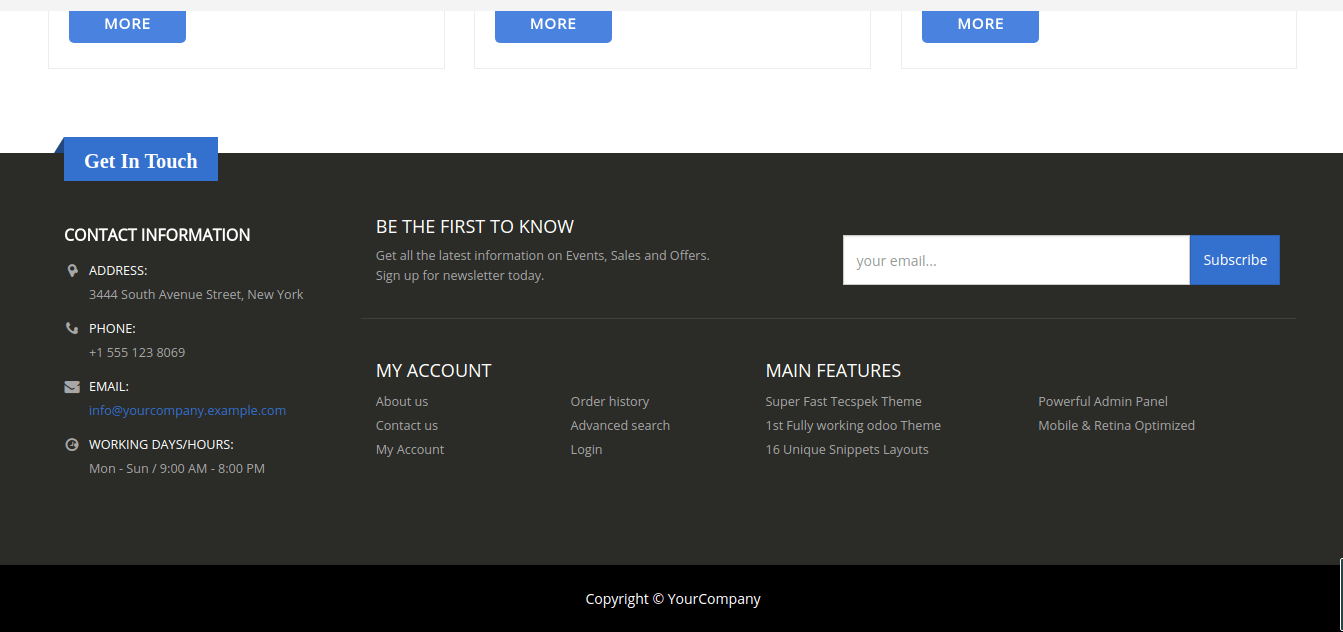 MORE
MORE
MORE
Get In Touch
CONTACT INFORMATION
ADDRESS:
3444 South Avenue Street, New York
PHONE:
+1 555 123 8069
EMAIL:
info@yourcompany.example.com
WORKING DAYS/HOURS:
Mon - Sun / 9:00 AM - 8:00 PM
BE THE FIRST TO KNOW
Get all the latest information on Events, Sales and Offers.
Sign up for newsletter today.
your email...
Subscribe
MY ACCOUNT
About us
Contact us
My Account
Order history
Advanced search
Login
MAIN FEATURES
Super Fast Tecspek Theme
1st Fully working odoo Theme
16 Unique Snippets Layouts
Powerful Admin Panel
Mobile & Retina Optimized
Copyright © YourCompany